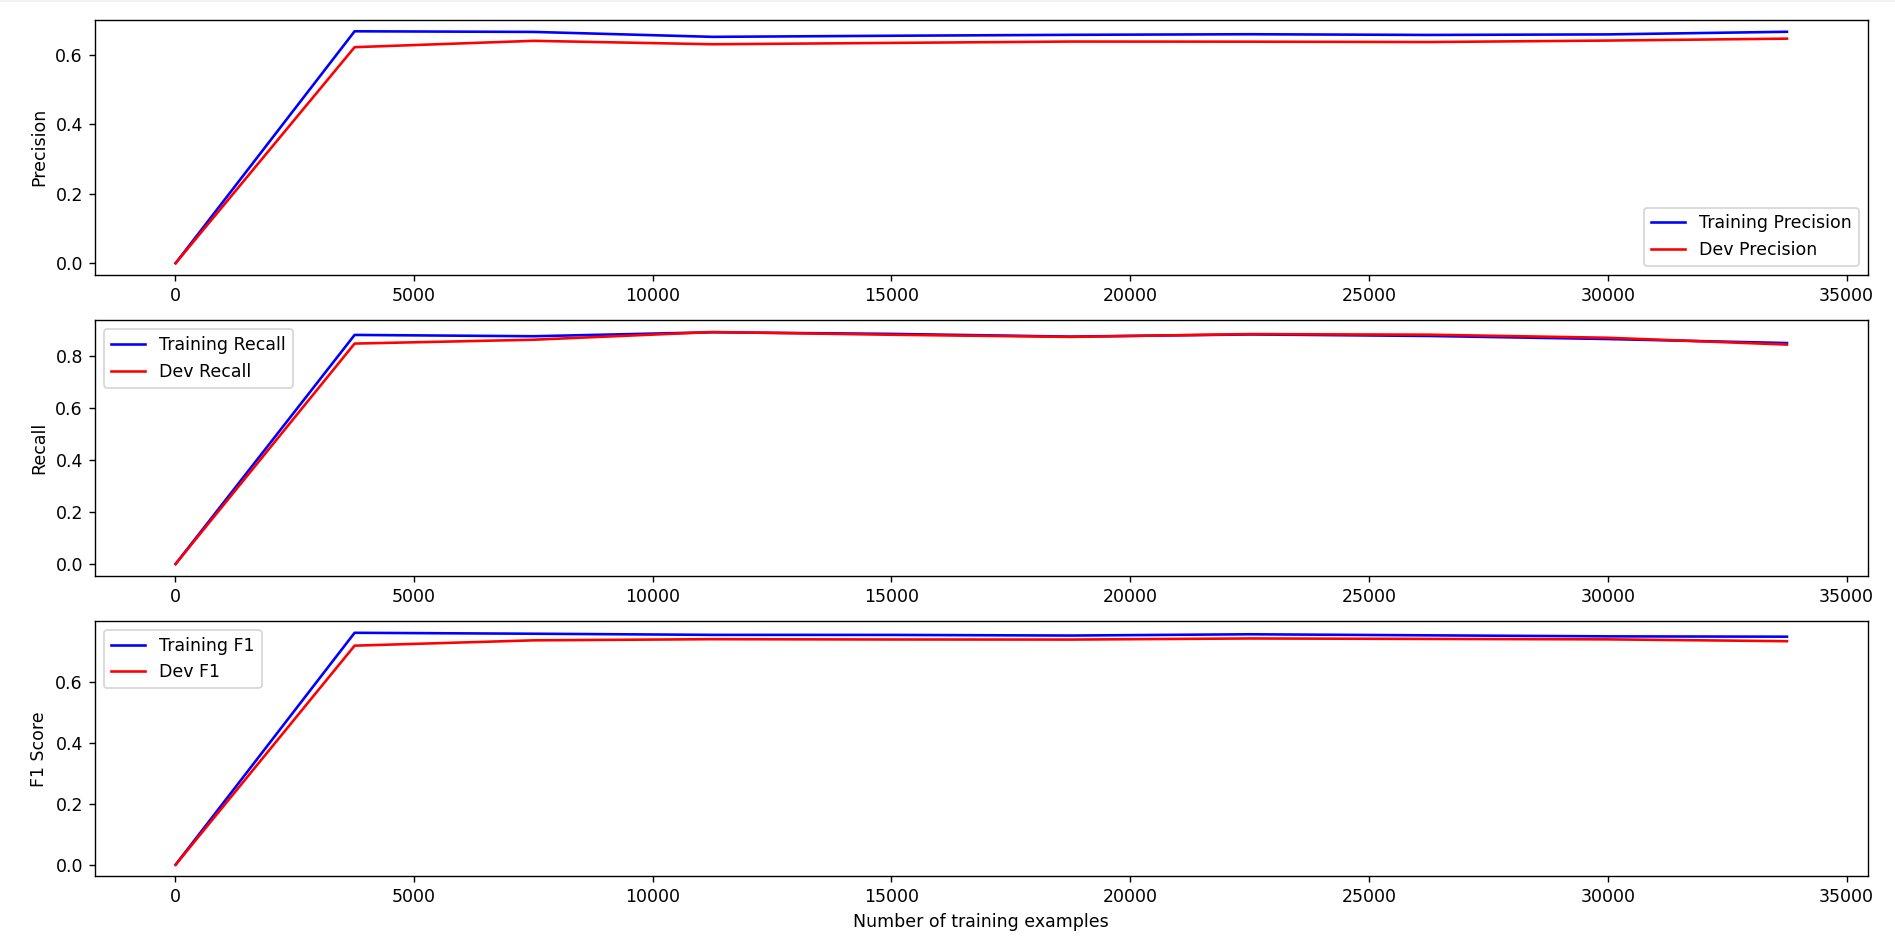 0.6
0.4
0.2
0.0
Precision
Training Precision
Dev Precision
0 5000 10000 15000 20000 25000 30000 35000
0.8
0.6
0.4
0.2
0.0
Recall
Training Recall
Dev Recall
0 5000 10000 15000 20000 25000 30000 35000
0.6
0.4
0.2
0.0
F1 Score
Training F1
Dev F1
0 5000 10000 15000 20000 25000 30000 35000
Number of training examples